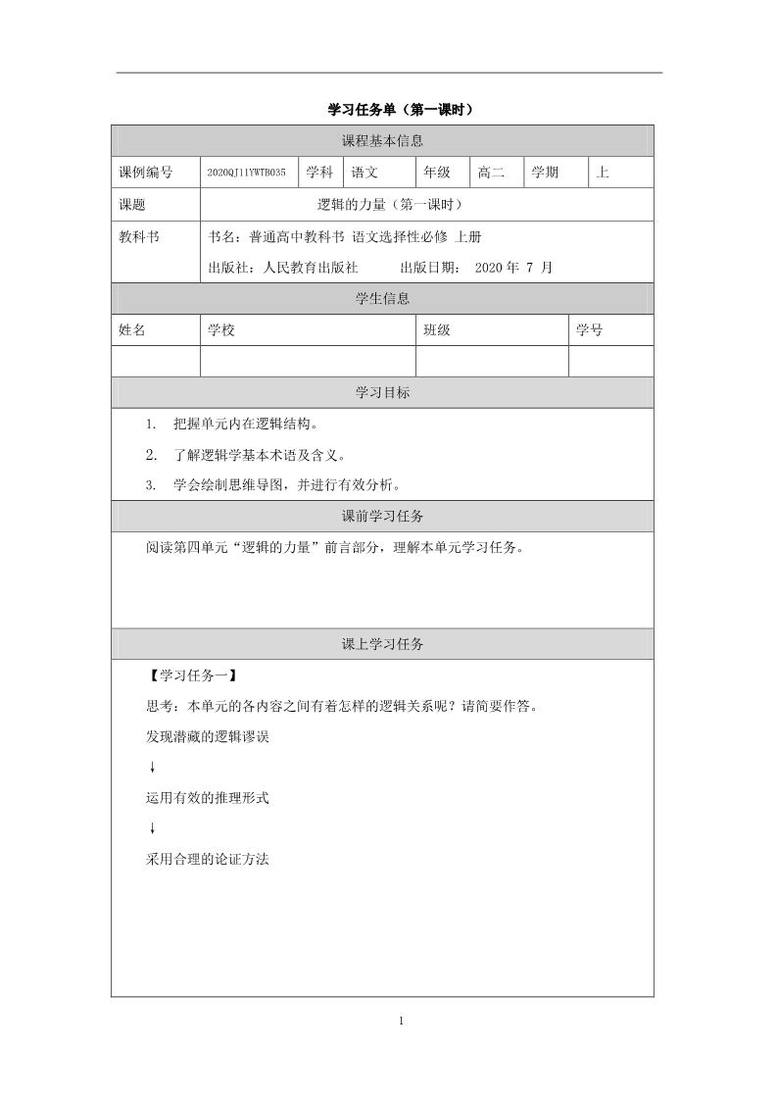 学习任务单（第一课时）
课程基本信息
课例编号 2020QJ11YWTB035 学科 语文 年级 高二 学期 上
课题 逻辑的力量（第一课时）
教科书 书名：普通高中教科书 语文选择性必修 上册
出版社：人民教育出版社 出版日期： 2020 年 7 月
学生信息
姓名 学校 班级 学号
学习目标
1. 把握单元内在逻辑结构。
2. 了解逻辑学基本术语及含义。
3. 学会绘制思维导图，并进行有效分析。
课前学习任务
阅读第四单元“逻辑的力量”前言部分，理解本单元学习任务。
课上学习任务
【学习任务一】
思考：本单元的各内容之间有着怎样的逻辑关系呢？请简要作答。
发现潜藏的逻辑谬误
↓
运用有效的推理形式
↓
采用合理的论证方法
1